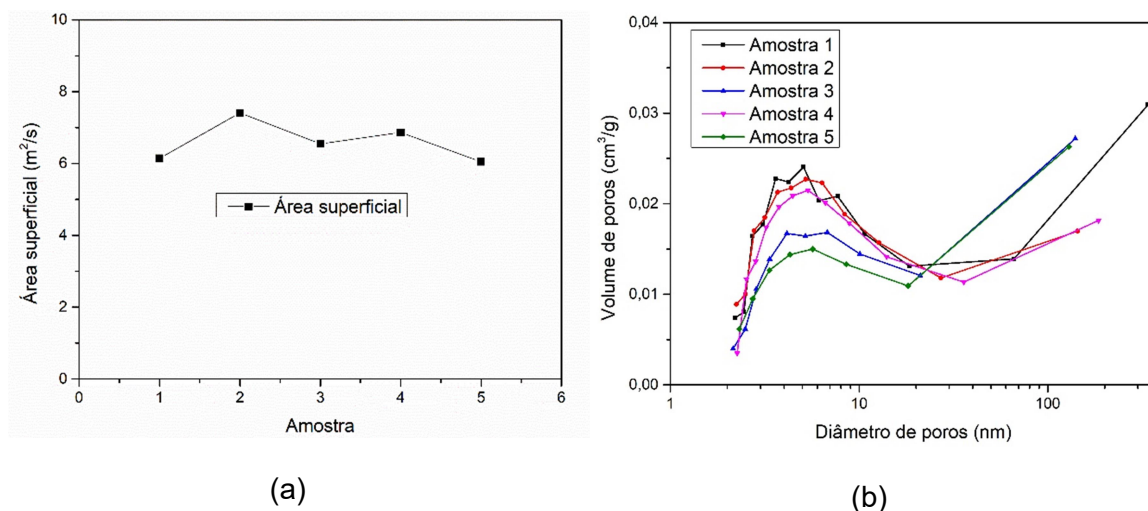 10
8
6
4
2
0
Área superficial (m²/s)
Área superficial
0 1 2 3 4 5 6
Amostra
(a)
0,04
0,03
0,02
0,01
0,00
Volume de poros (cm³/g)
Amostra 1
Amostra 2
Amostra 3
Amostra 4
Amostra 5
1 10 100
Diâmetro de poros (nm)
(b)